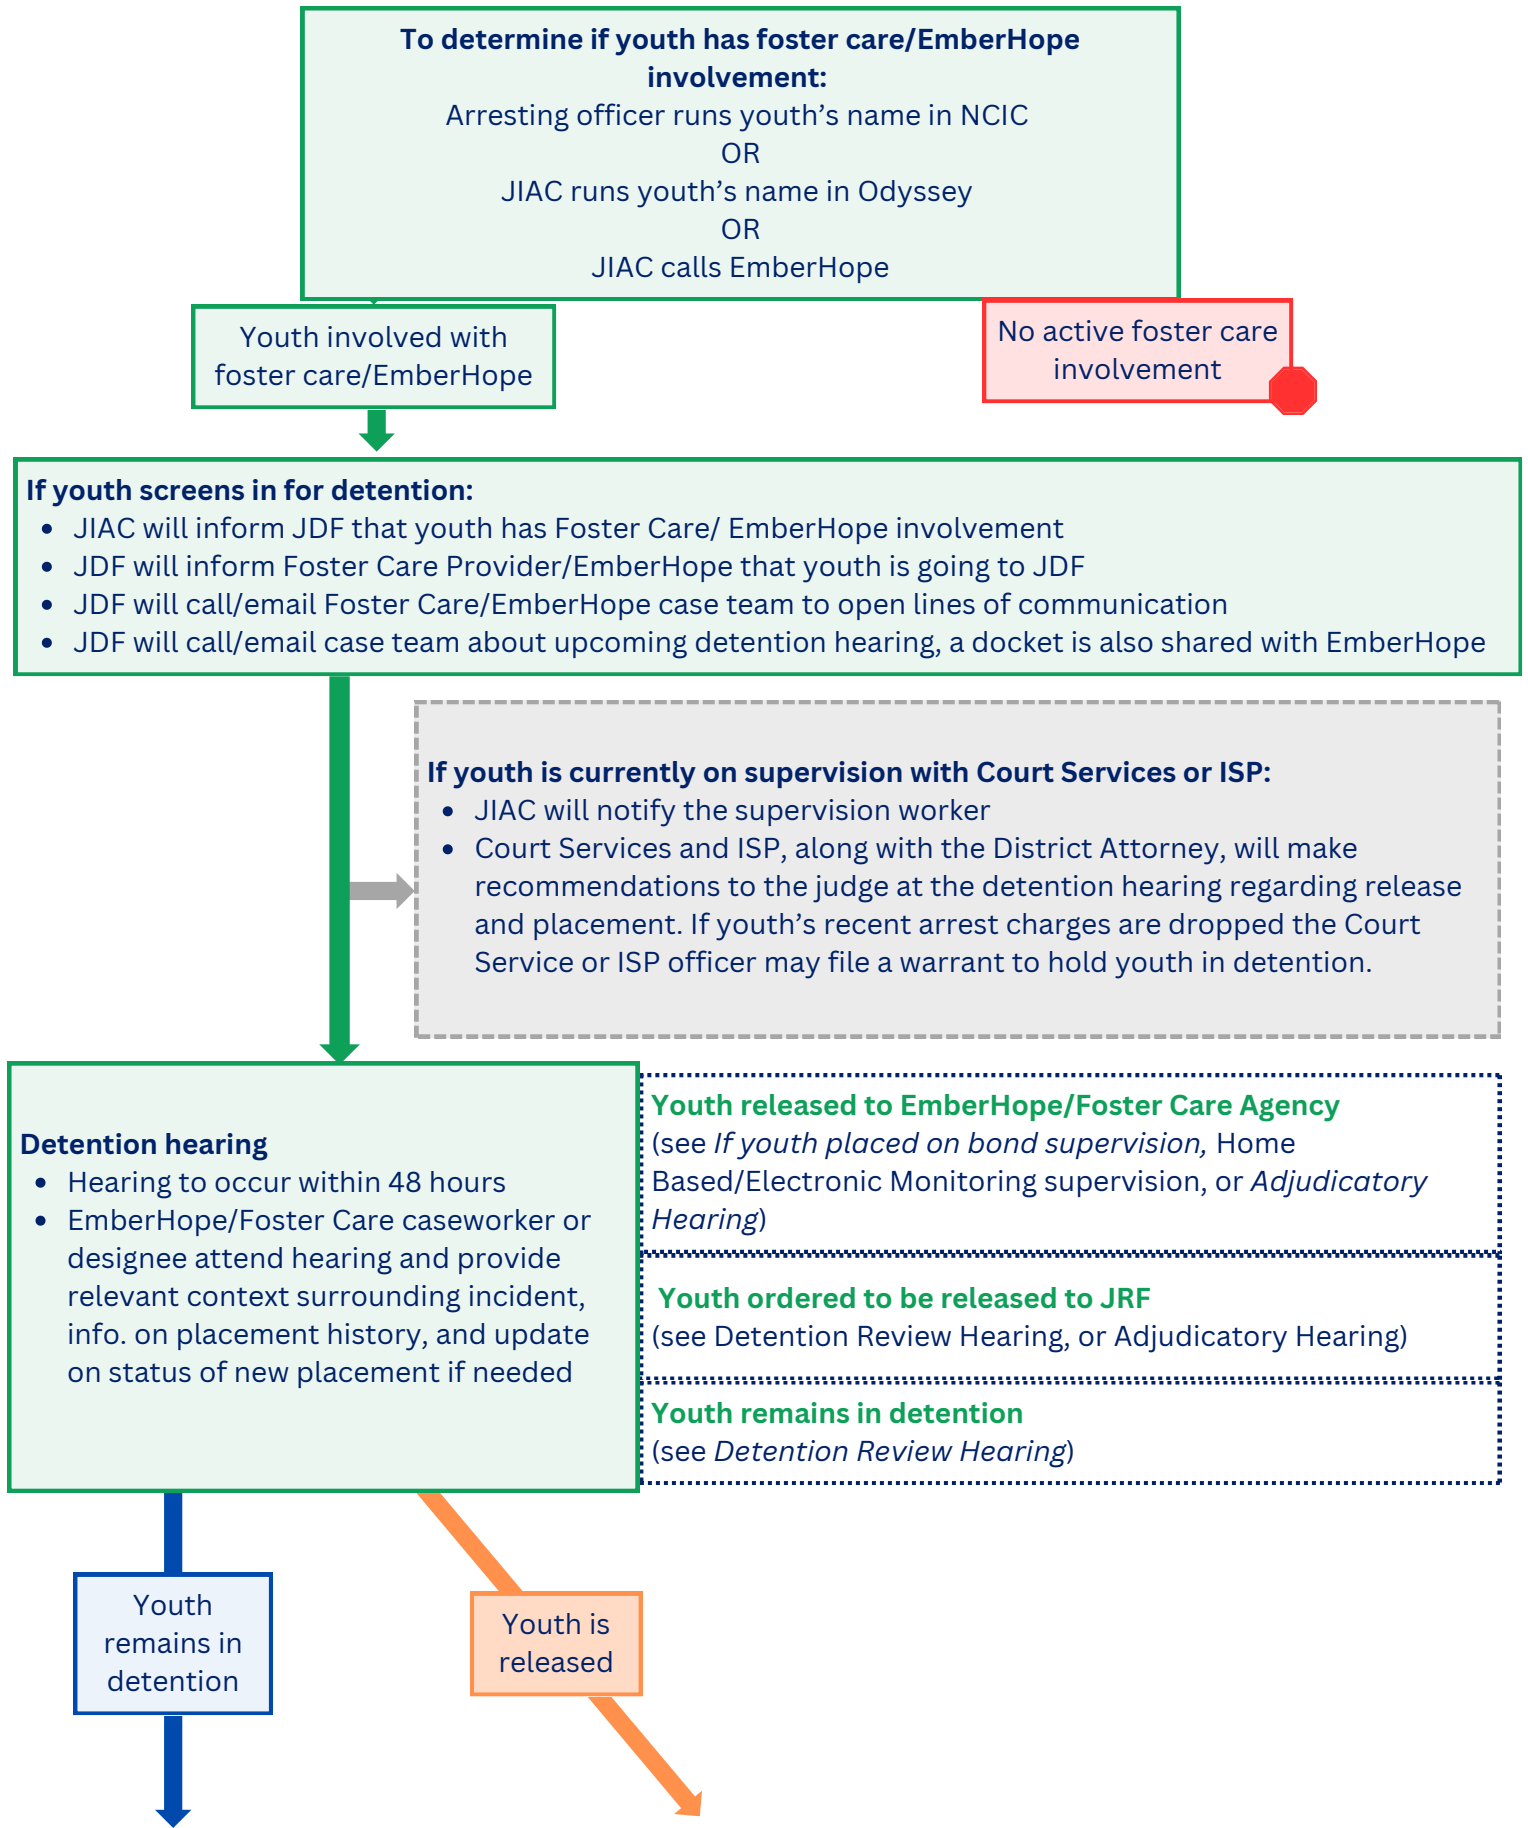 To determine if youth has foster care/EmberHope
involvement:
Arresting officer runs youth’s name in NCIC
OR
JIAC runs youth’s name in Odyssey
OR
JIAC calls EmberHope
Youth involved with
foster care/EmberHope
No active foster care
involvement
If youth screens in for detention:
• JIAC will inform JDF that youth has Foster Care/ EmberHope involvement
• JDF will inform Foster Care Provider/EmberHope that youth is going to JDF
• JDF will call/email Foster Care/EmberHope case team to open lines of communication
• JDF will call/email case team about upcoming detention hearing, a docket is also shared with EmberHope
If youth is currently on supervision with Court Services or ISP:
• JIAC will notify the supervision worker
• Court Services and ISP, along with the District Attorney, will make
recommendations to the judge at the detention hearing regarding release
and placement. If youth’s recent arrest charges are dropped the Court
Service or ISP officer may file a warrant to hold youth in detention.
Detention hearing
• Hearing to occur within 48 hours
• EmberHope/Foster Care caseworker or
designee attend hearing and provide
relevant context surrounding incident,
info. on placement history, and update
on status of new placement if needed
Youth released to EmberHope/Foster Care Agency
(see If youth placed on bond supervision, Home
Based/Electronic Monitoring supervision, or Adjudicatory
Hearing)
Youth ordered to be released to JRF
(see Detention Review Hearing, or Adjudicatory Hearing)
Youth remains in detention
(see Detention Review Hearing)
Youth
remains in
detention
Youth is
released